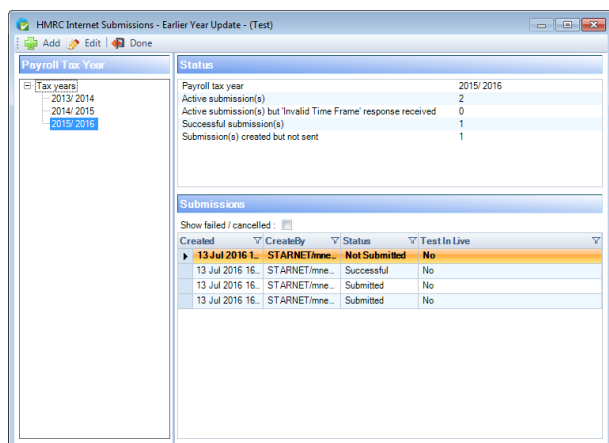 HMRC Internet Submissions - Earlier Year Update - (Test)
Add Edit Done
Payroll Tax Year
Tax years
2013/ 2014
2014/ 2015
2015/ 2016
Status
Payroll tax year 2015/ 2016
Active submission(s) 2
Active submission(s) but 'Invalid Time Frame' response received 0
Successful submission(s) 1
Submission(s) created but not sent 1
Submissions
Show failed / cancelled :
Created CreateBy Status Test In Live
13 Jul 2016 1... STARNET/mne... Not Submitted No
13 Jul 2016 16... STARNET/mne... Successful No
13 Jul 2016 16... STARNET/mne... Submitted No
13 Jul 2016 16... STARNET/mne... Submitted No